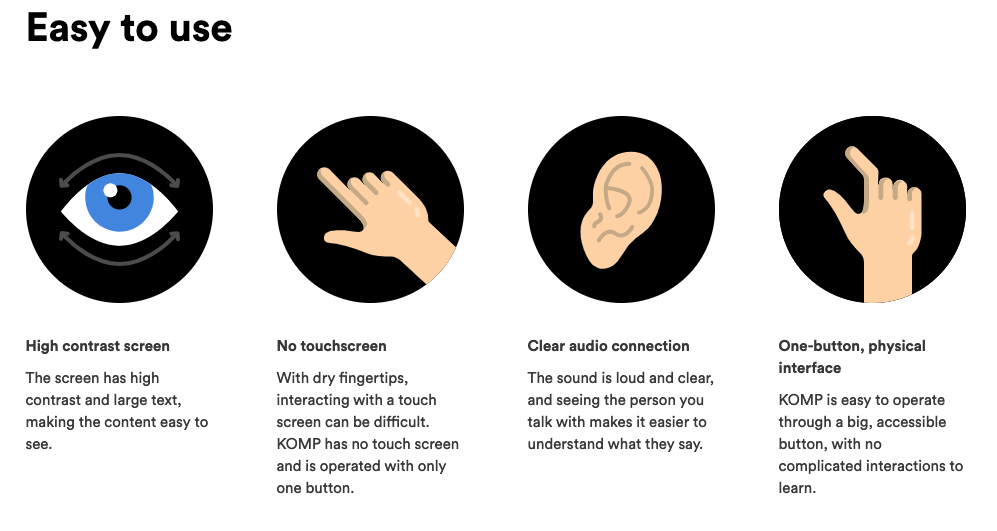 Easy to use
High contrast screen
The screen has high
contrast and large text,
making the content easy to
see.
No touchscreen
With dry fingertips,
interacting with a touch
screen can be difficult.
KOMP has no touch screen
and is operated with only
one button.
Clear audio connection
The sound is loud and clear,
and seeing the person you
talk with makes it easier to
understand what they say.
One-button, physical
interface
KOMP is easy to operate
through a big, accessible
button, with no
complicated interactions to
learn.